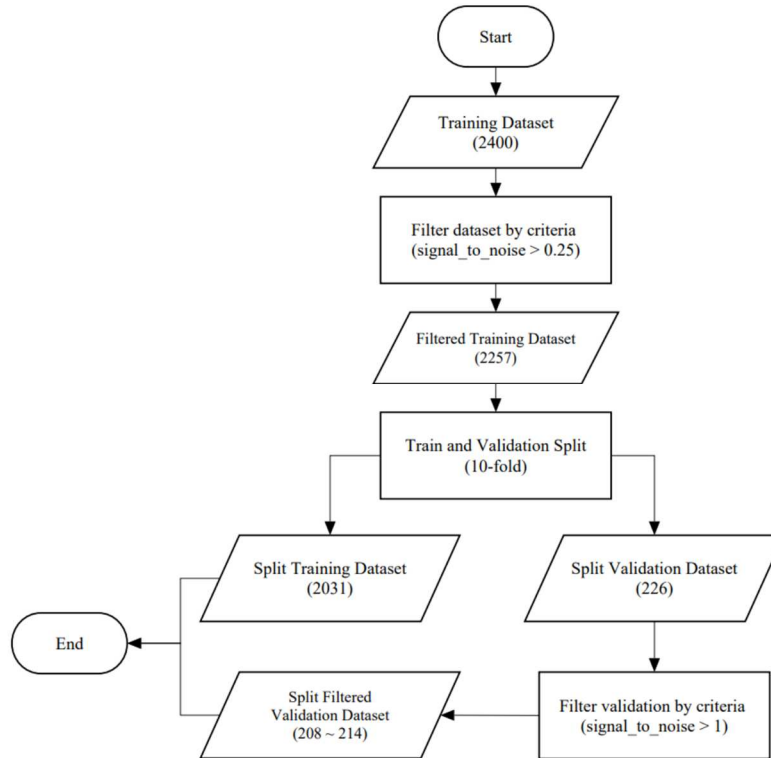 Start
Training Dataset
(2400)
Filter dataset by criteria
(signal_to_noise > 0.25)
Filtered Training Dataset
(2257)
Train and Validation Split
(10-fold)
Split Training Dataset
(2031)
Split Validation Dataset
(226)
End
Split Filtered
Validation Dataset
(208 ~ 214)
Filter validation by criteria
(signal_to_noise > 1)